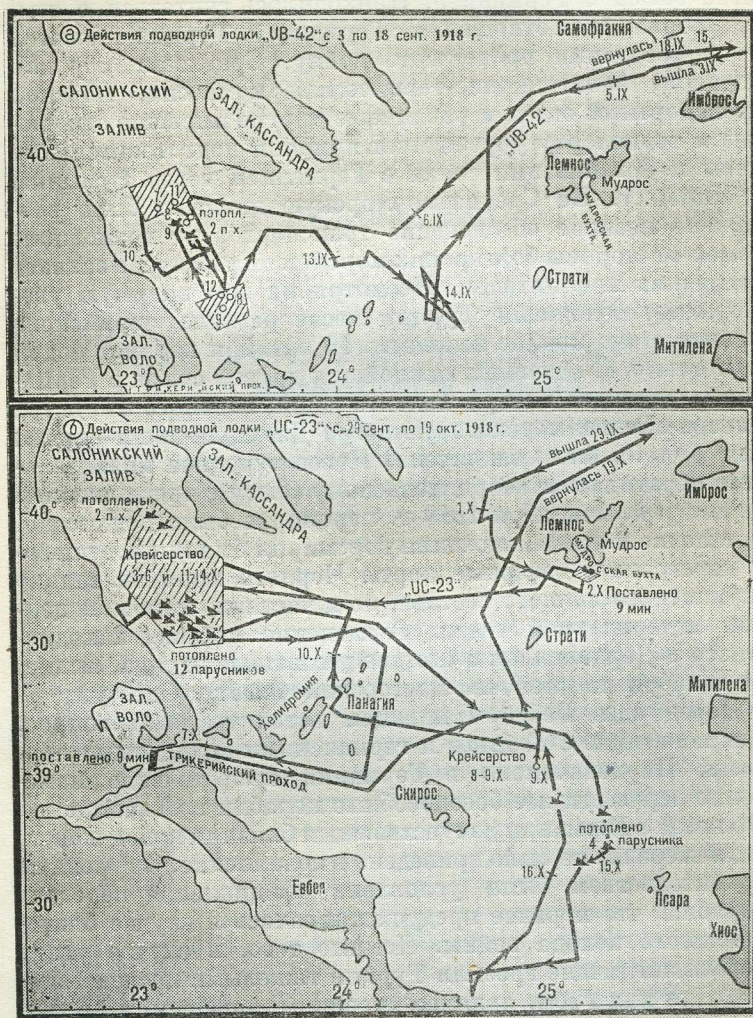 а Действия подводной лодки „UB-42" с 3 по 18 сент. 1918 г.
Самофракия
15.
вернулась 18.IX
вышла 3.IX
5.IX
Имброс
САЛОНИКСКИЙ
ЗАЛИВ
ЗАЛ. КАССАНДРА
„UB-42"
40°
Лемнос
Мудрос
МУДРОССКАЯ
БУХТА
11
8
потопл.
2 п х.
9
6.IX
10
13.IX
12
8
9
14.IX
Страти
ЗАЛ.
ВОЛО
23°
24
25°
Митилена
б Действия подводной лодки „UC-23" с 29 сент. по 19 окт. 1918 г.
САЛОНИКСКИЙ
ЗАЛИВ
ЗАЛ. КАССАНДРА
вышла 29.IX
вернулась 19.X
Имброс
потоплены
2 п х.
40°
1.X
Лемнос
Мудрос
Крейсерство
3-6 и 11-14.X
„UC-23"
СКАЯ БУХТА
2.X Поставлено
9 мин
30'
потоплено
12 парусников
10.X
Страти
Митилена
ЗАЛ.
ВОЛО
7.X
Хелидромия
Панагия
поставлено 9 мин
39°
ТРИКЕРИЙСКИЙ ПРОХОД
Крейсерство
8-9.X
9.X
Скирос
потоплено
4 парусника
15.X
16.X
Псара
30'
Евбея
Хиос
23°
24°
25°